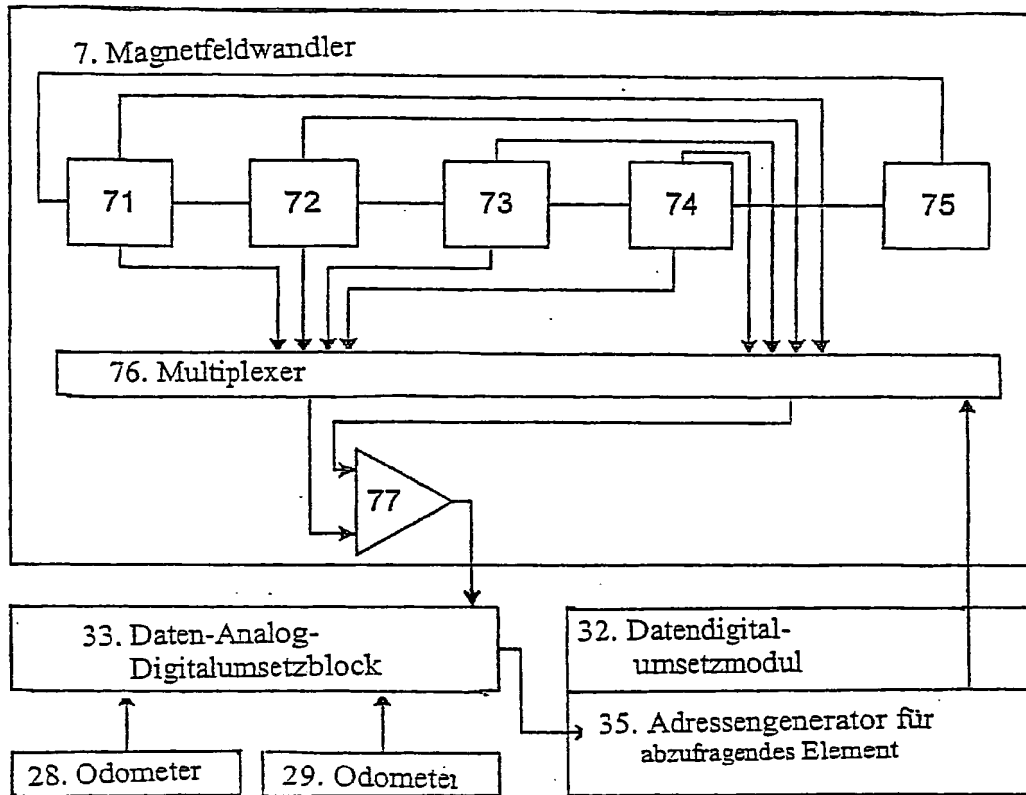 7. Magnetfeldwandler
71
72
73
74
75
76. Multiplexer
77
33. Daten-Analog-
Digitalumsetzblock
32. Datendigital-
umsetzmodul
35. Adressengenerator für
abzufragendes Element
28. Odometer
29. Odometer